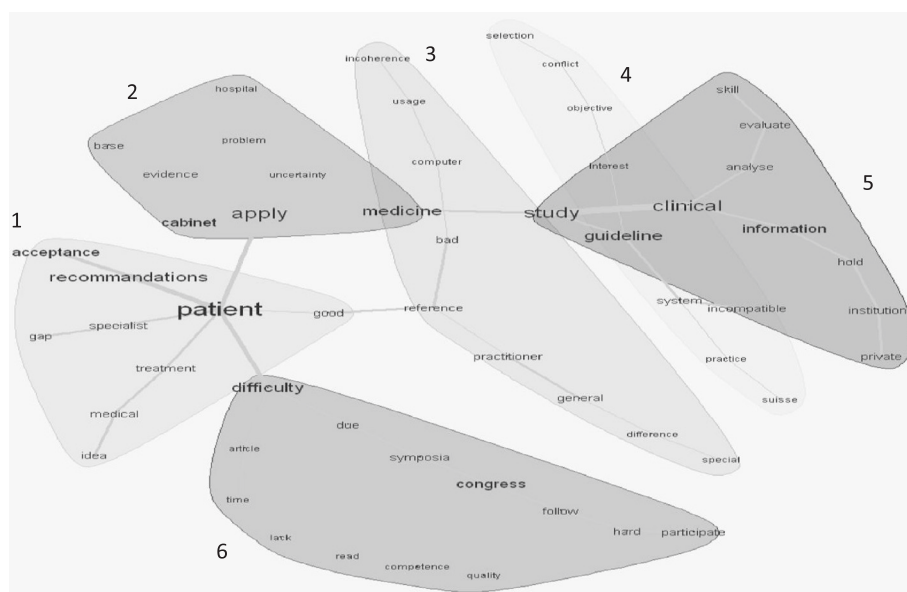 1
acceptance
recommandations
patient
good
gap
specialist
treatment
medical
idea
2
hospital
base
problem
evidence
uncertainty
cabinet
apply
3
incoherence
usage
computer
medicine
bad
reference
practitioner
general
difference
special
4
selection
conflict
objective
interest
system
incompatible
practice
suisse
5
skill
evaluate
analyse
study
clinical
guideline
information
hold
institution
private
6
difficulty
due
article
symposia
congress
time
follow
lack
hard
participate
read
competence
quality